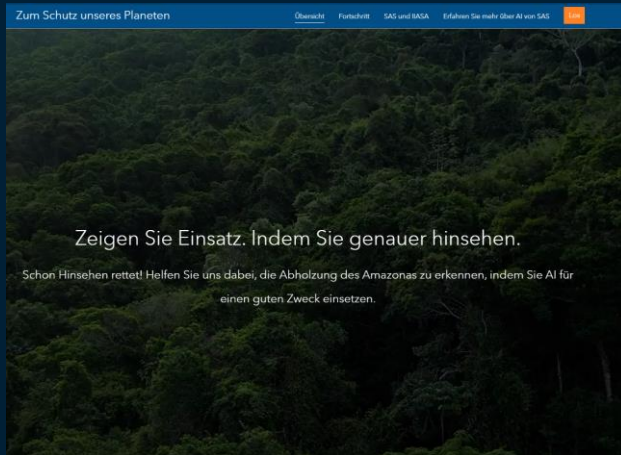 Zum Schutz unseres Planeten
Übersicht Fortschritt SAS und IIASA Erfahren Sie mehr über AI von SAS Los
Zeigen Sie Einsatz. Indem Sie genauer hinsehen.
Schon Hinsehen rettet! Helfen Sie uns dabei, die Abholzung des Amazonas zu erkennen, indem Sie AI für
einen guten Zweck einsetzen.